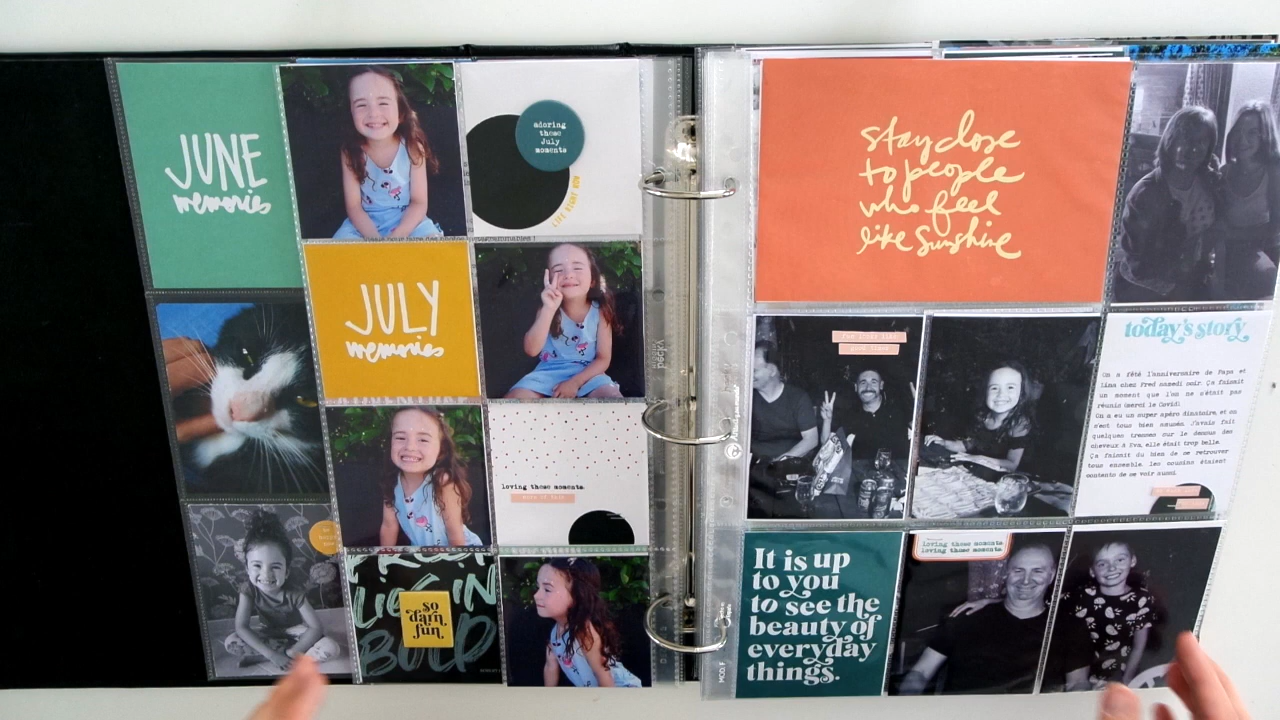 JUNE
memories
JULY
memories
adoring
those
July
moments
loving those moments.
so
darn
fun.
BOLD
stay close
to people
who feel
like sunshine
today's story
On a fêté l'anniversaire de Papa et
Lina chez Fred samedi soir. Ça faisait
un moment que l'on ne c'était pas
réunis (merci le Covid).
On a eu un super apéro dinatoire, et on
s'est tous bien amusés. J'avais fait
quelques tresses sur le dessus des
cheveux à Eva, elle était trop belle.
Ça faisait du bien de se retrouver
tous ensemble, les cousins étaient
contents de se voir aussi.
It is up
to you
to see the
beauty of
everyday
things.
loving those moments
loving those moments.